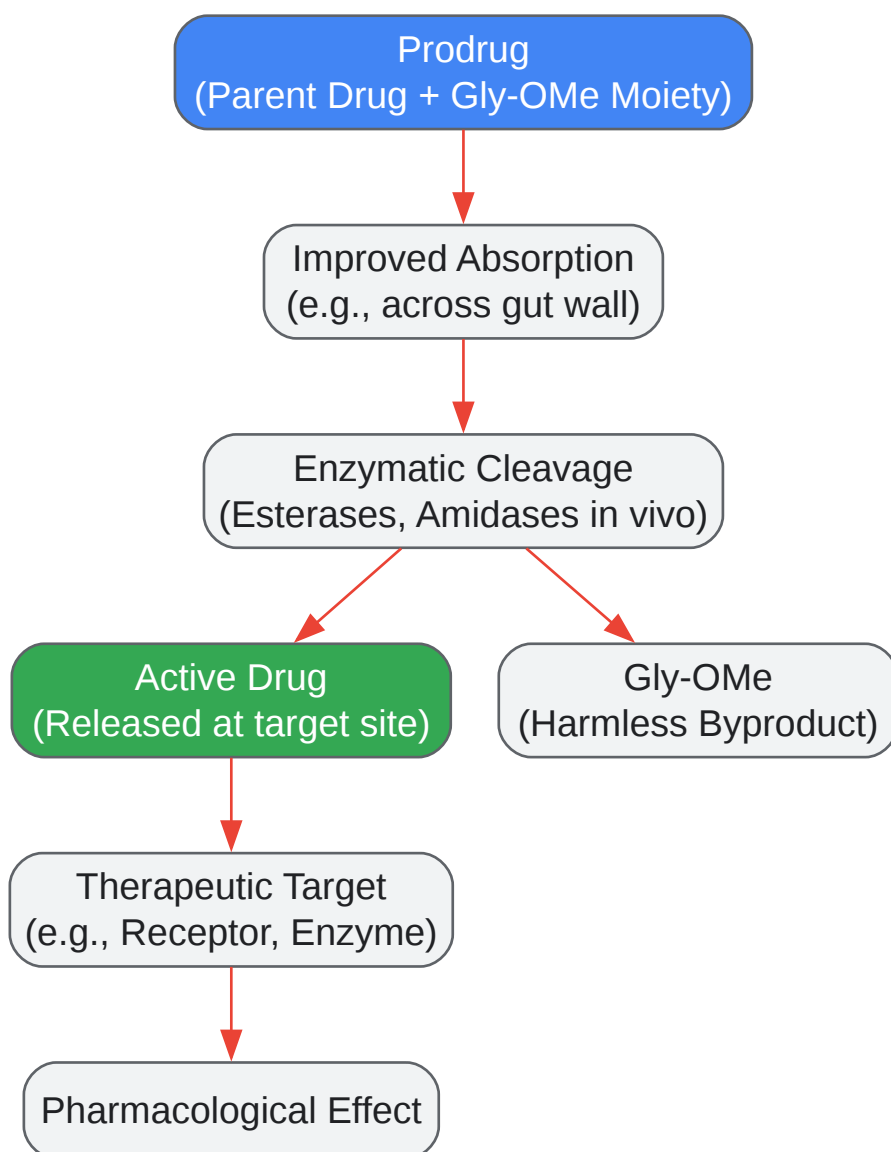 Prodrug
(Parent Drug + Gly-OMe Moiety)
Improved Absorption
(e.g., across gut wall)
Enzymatic Cleavage
(Esterases, Amidases in vivo)
Active Drug
(Released at target site)
Gly-OMe
(Harmless Byproduct)
Therapeutic Target
(e.g., Receptor, Enzyme)
Pharmacological Effect